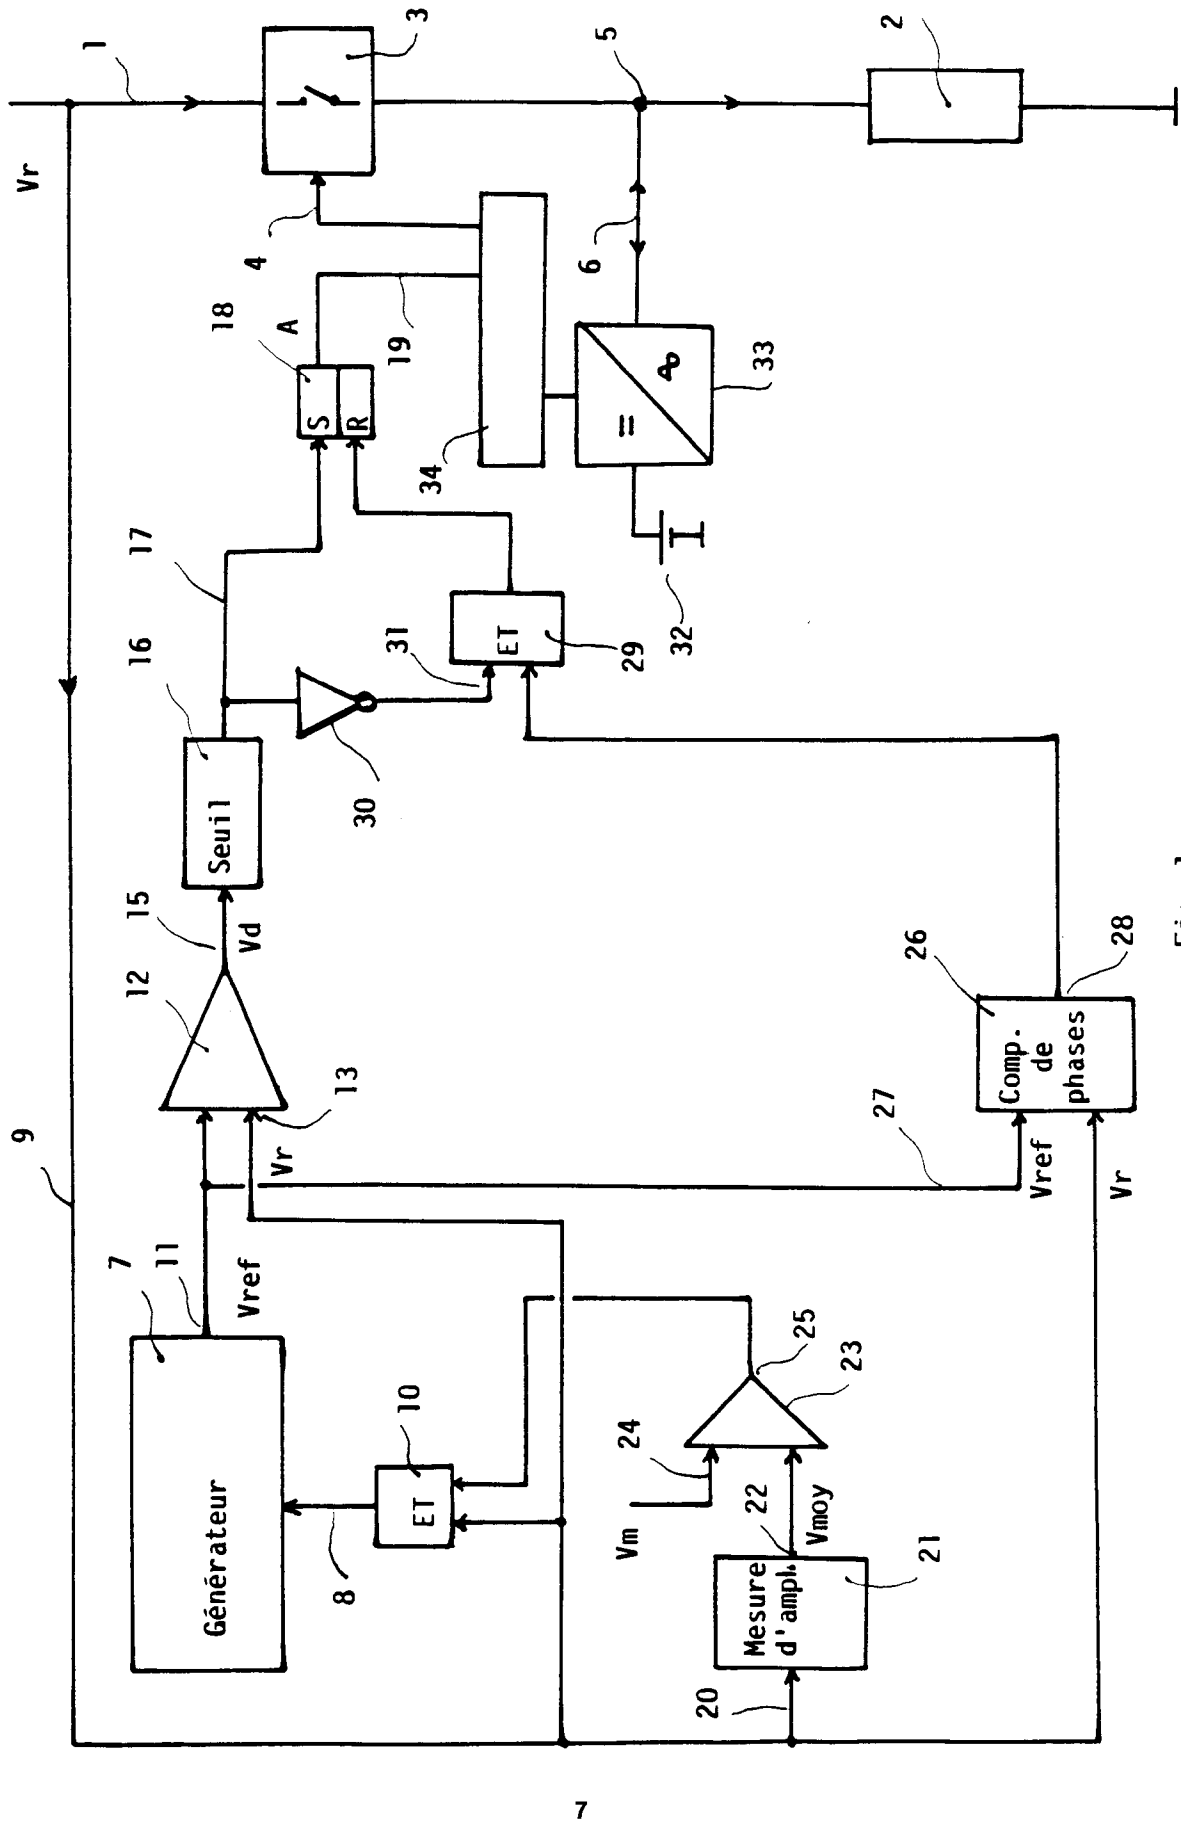 Vr
1
3
5
2
4
6
18
A
19
S
R
34
=
33
17
16
31
ET
29
32
Seuil
30
15
Vd
12
13
Vr
9
26
28
Comp.
de
phases
27
Vref
Vr
7
11
Vref
Générateur
10
ET
8
25
23
24
Vm
22
Vmoy
21
Mesure
d'ampl.
20
7